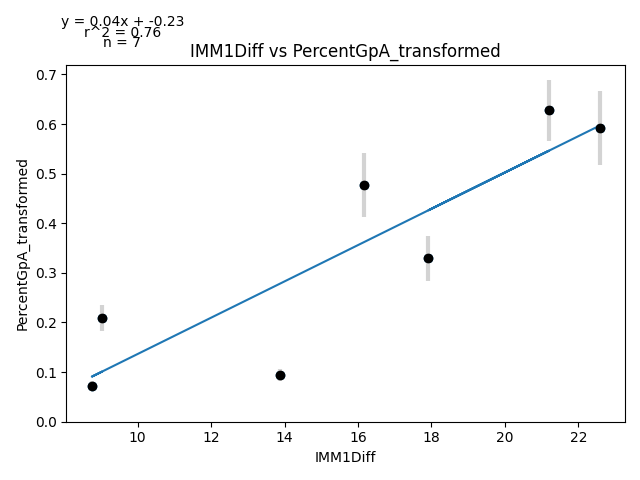 y = 0.04x + -0.23
r^2 = 0.76
n = 7
IMM1Diff vs PercentGpA_transformed
0.7
0.6
0.5
0.4
0.3
0.2
0.1
0.0
PercentGpA_transformed
10
12
14
16
18
20
22
IMM1Diff